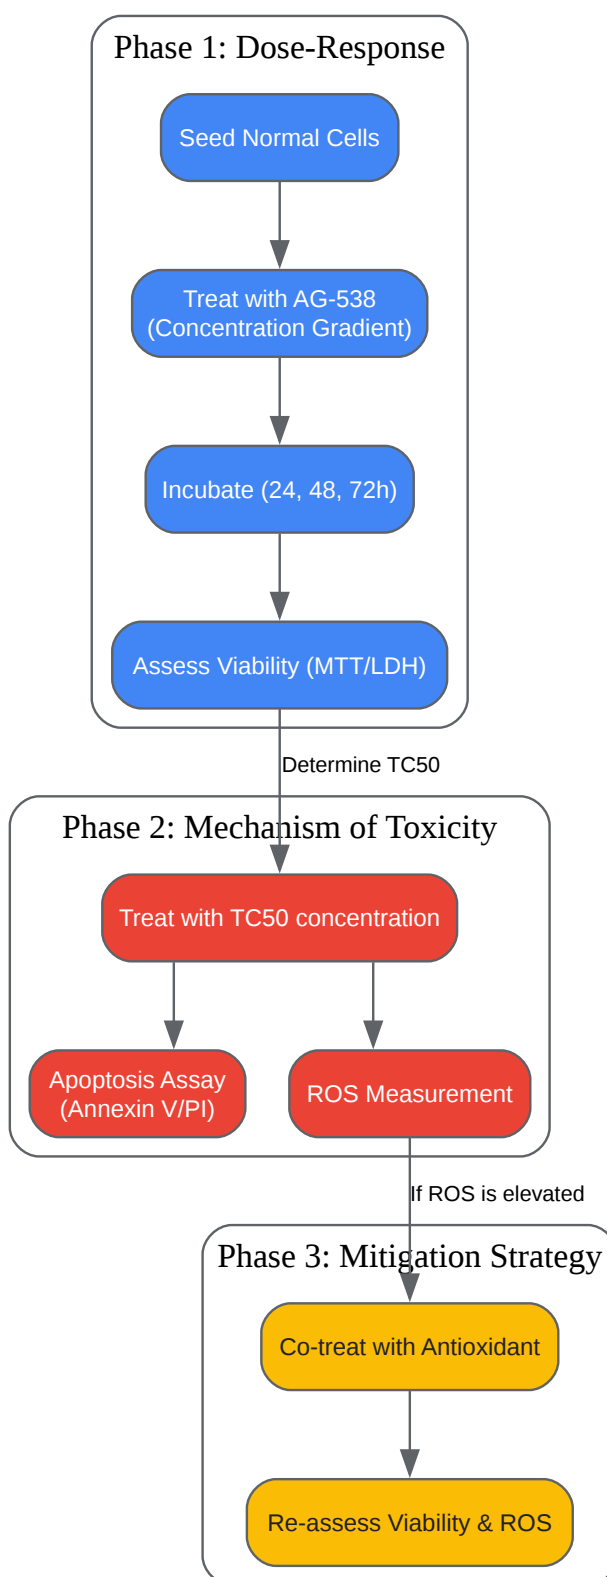 Phase 1: Dose-Response
Seed Normal Cells
Treat with AG-538
(Concentration Gradient)
Incubate (24, 48, 72h)
Assess Viability (MTT/LDH)
Determine TC50
Phase 2: Mechanism of Toxicity
Treat with TC50 concentration
Apoptosis Assay
(Annexin V/PI)
ROS Measurement
If ROS is elevated
Phase 3: Mitigation Strategy
Co-treat with Antioxidant
Re-assess Viability & ROS